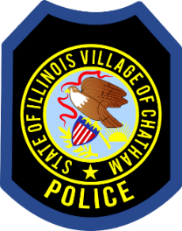 STATE OF ILLINOIS VILLAGE OF CHATHAM
POLICE